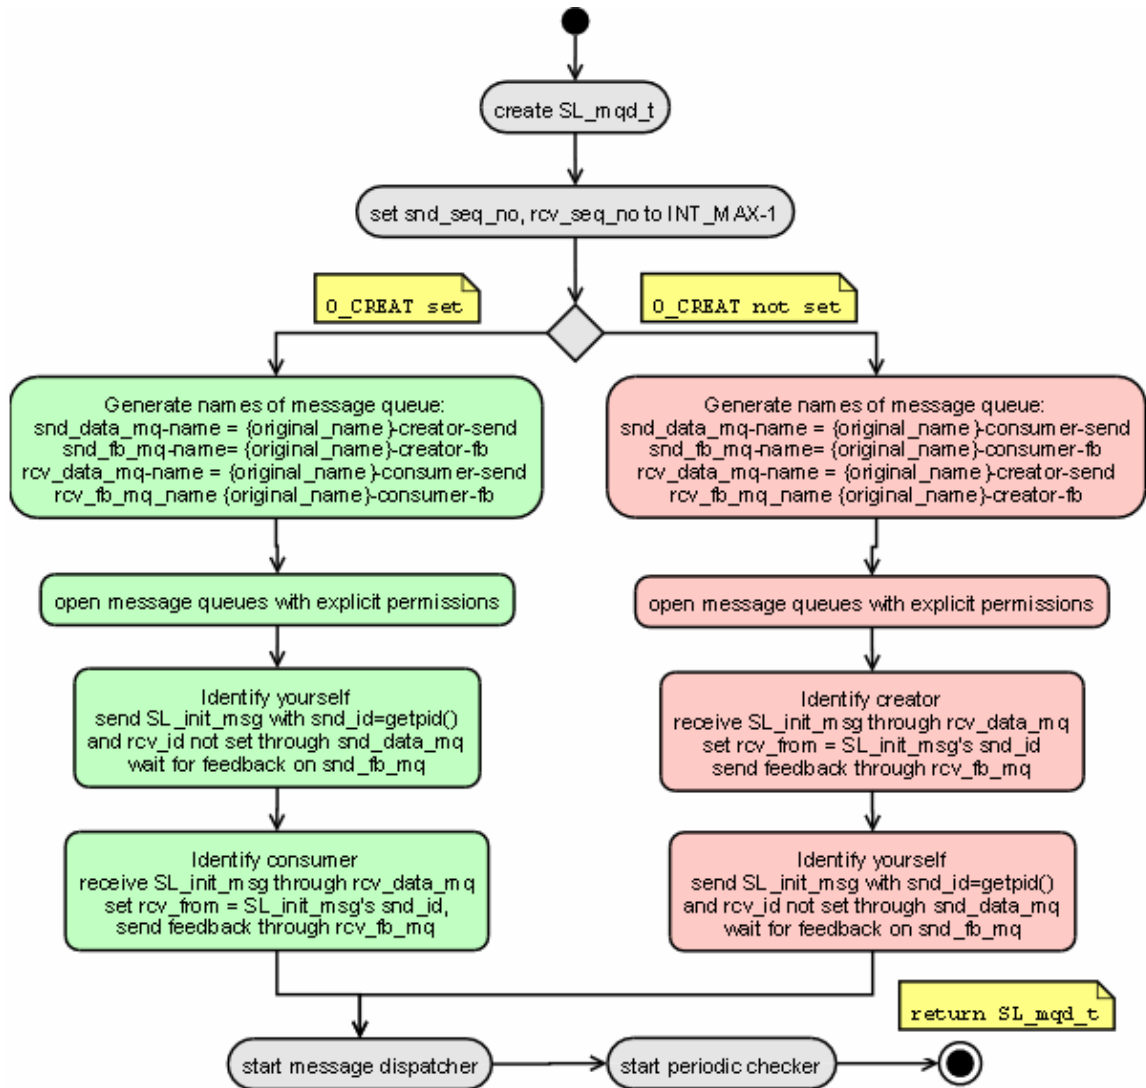 create SL_mqd_t
set snd_seq_no, rcv_seq_no to INT_MAX-1
O_CREAT set
O_CREAT not set
Generate names of message queue:
snd_data_mq-name = {original_name}-creator-send
snd_fb_mq-name= {original_name}-creator-fb
rcv_data_mq-name = {original_name}-consumer-send
rcv_fb_mq_name {original_name}-consumer-fb
open message queues with explicit permissions
Identify yourself
send SL_init_msg with snd_id=getpid()
and rcv_id not set through snd_data_mq
wait for feedback on snd_fb_mq
Identify consumer
receive SL_init_msg through rcv_data_mq
set rcv_from = SL_init_msg's snd_id,
send feedback through rcv_fb_mq
Generate names of message queue:
snd_data_mq-name = {original_name}-consumer-send
snd_fb_mq-name= {original_name}-consumer-fb
rcv_data_mq-name = {original_name}-creator-send
rcv_fb_mq_name {original_name}-creator-fb
open message queues with explicit permissions
Identify creator
receive SL_init_msg through rcv_data_mq
set rcv_from = SL_init_msg's snd_id
send feedback through rcv_fb_mq
Identify yourself
send SL_init_msg with snd_id=getpid()
and rcv_id not set through snd_data_mq
wait for feedback on snd_fb_mq
return SL_mqd_t
start message dispatcher
start periodic checker